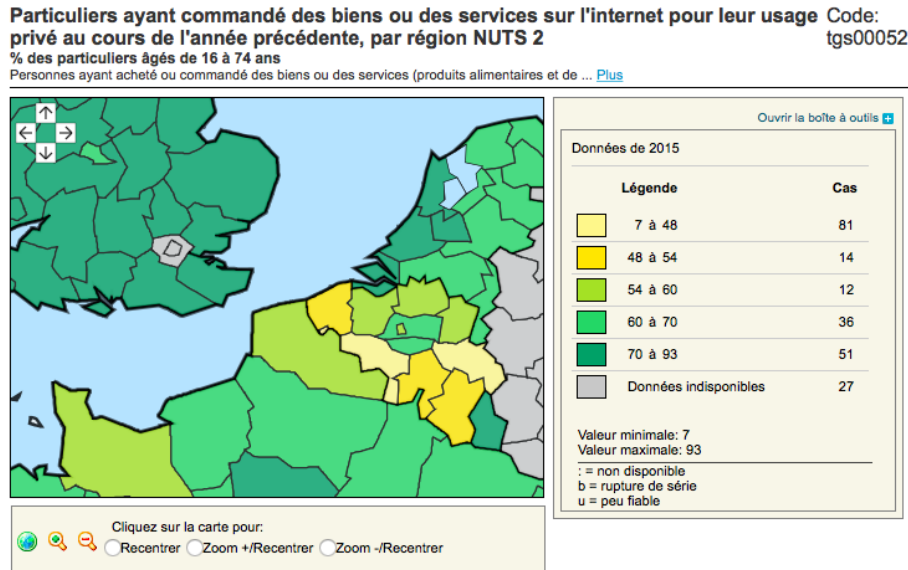 Particuliers ayant commandé des biens ou des services sur l'internet pour leur usage
privé au cours de l'année précédente, par région NUTS 2
Code:
tgs00052
% des particuliers âgés de 16 à 74 ans
Personnes ayant acheté ou commandé des biens ou des services (produits alimentaires et de ... Plus
Ouvrir la boîte à outils
Données de 2015
Légende Cas
7 à 48 81
48 à 54 14
54 à 60 12
60 à 70 36
70 à 93 51
Données indisponibles 27
Valeur minimale: 7
Valeur maximale: 93
: = non disponible
b = rupture de série
u = peu fiable
Cliquez sur la carte pour:
Recentrer Zoom +/Recentrer Zoom -/Recentrer